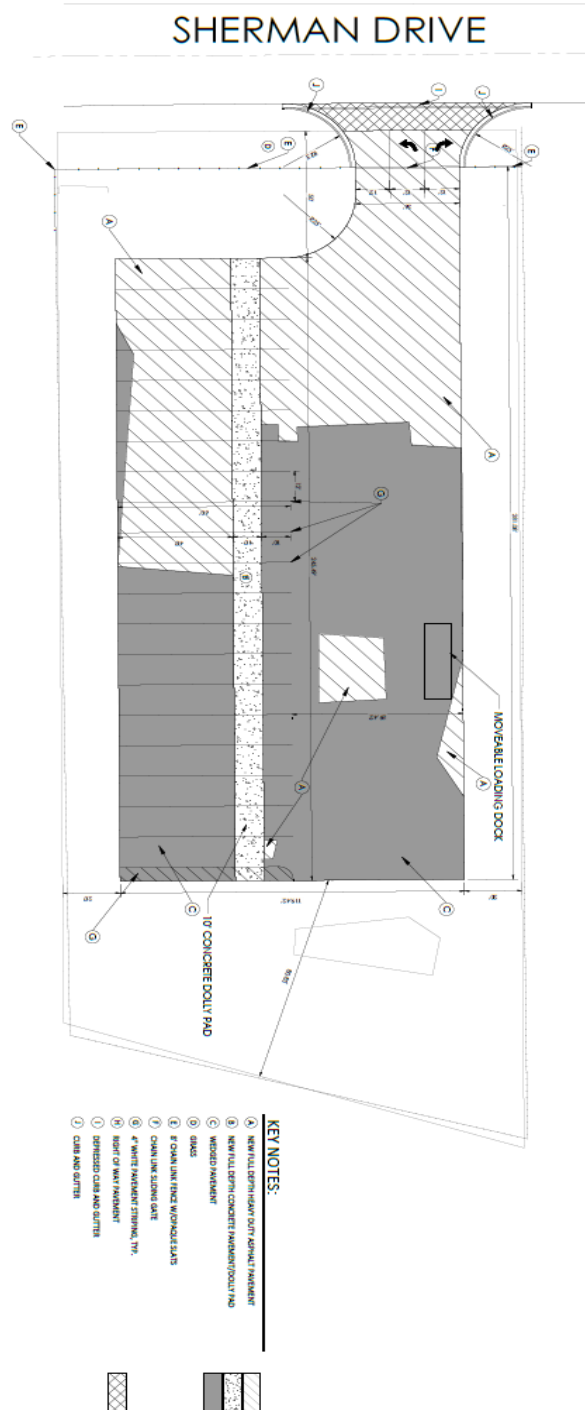 SHERMAN DRIVE
J
I
J
E
D
E
F
E
A
A
G
B
MOVEABLE LOADING DOCK
A
A
C
C
G
10' CONCRETE DOLLY PAD
KEY NOTES:
A NEW FULL DEPTH HEAVY DUTY ASPHALT PAVEMENT
B NEW FULL DEPTH CONCRETE PAVEMENT/DOLLY PAD
C WEDGED PAVEMENT
D GRASS
E 8' CHAIN LINK FENCE W/OPAQUE SLATS
F CHAIN LINK SLIDING GATE
G 4" WHITE PAVEMENT STRIPING, TYP.
H RIGHT OF WAY PAVEMENT
I DEPRESSED CURB AND GUTTER
J CURB AND GUTTER